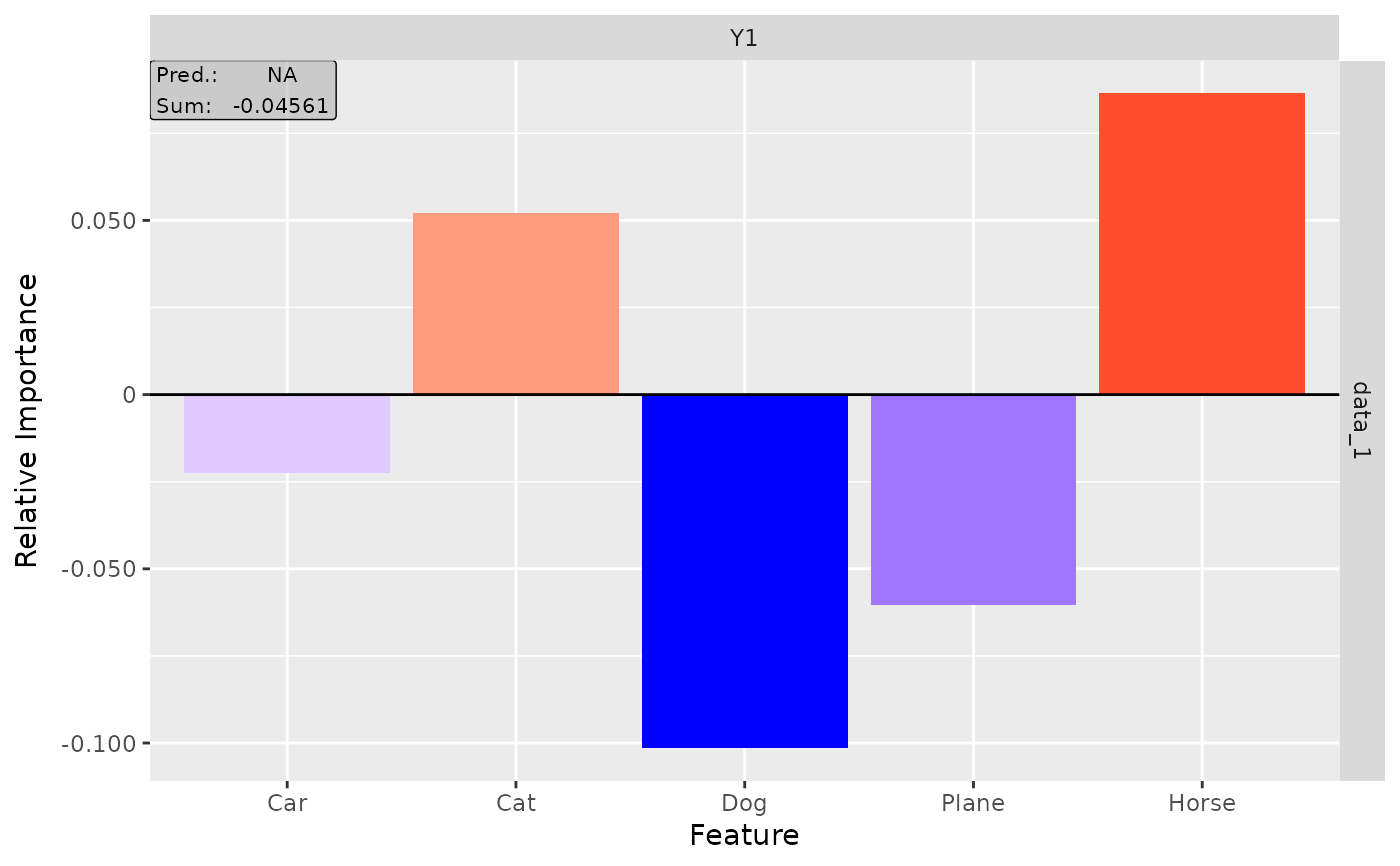 Y1
Pred.: NA
Sum: -0.04561
0.050
0
-0.050
-0.100
Relative Importance
data_1
Car Cat Dog Plane Horse
Feature